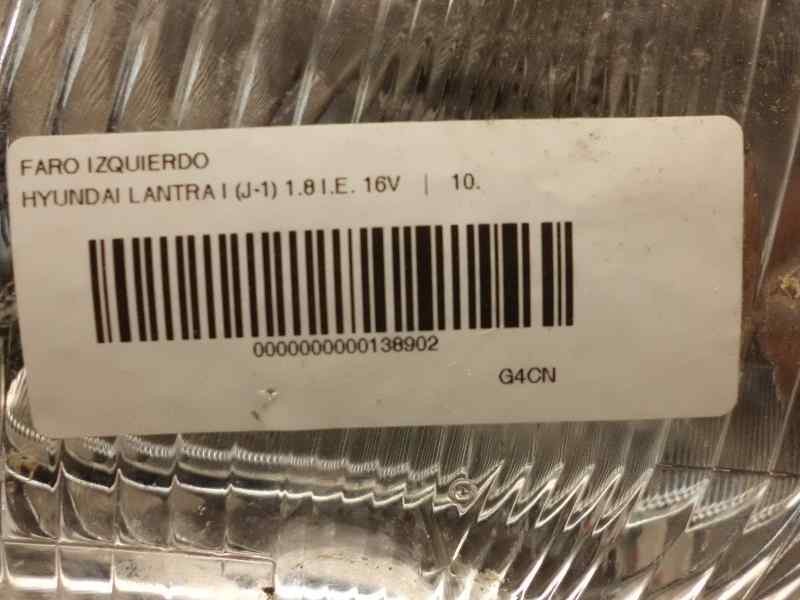 FARO IZQUIERDO
HYUNDAI LANTRA I (J-1) 1.8 I.E. 16V | 10.
0000000000138902
G4CN